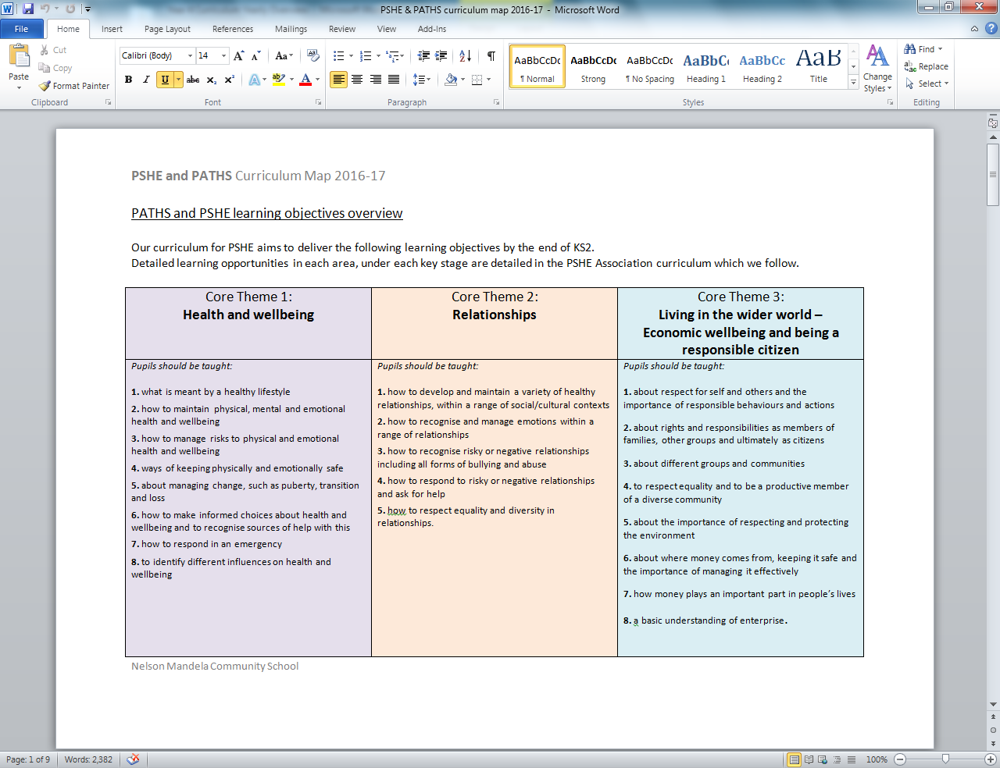 PSHE & PATHS curriculum map 2016-17 - Microsoft Word
File Home Insert Page Layout References Mailings Review View Add-Ins
Paste
Cut
Copy
Format Painter
Clipboard
Calibri (Body) 14
Font
Paragraph
AaBbCcDc AaBbCcDc AaBbCcDc AaBbCc AaBbCc AaB
¶ Normal Strong ¶ No Spacing Heading 1 Heading 2 Title
Change
Styles
Styles
Find
Replace
Select
Editing
PSHE and PATHS Curriculum Map 2016-17
PATHS and PSHE learning objectives overview
Our curriculum for PSHE aims to deliver the following learning objectives by the end of KS2.
Detailed learning opportunities in each area, under each key stage are detailed in the PSHE Association curriculum which we follow.
Core Theme 1:
Health and wellbeing
Core Theme 2:
Relationships
Core Theme 3:
Living in the wider world –
Economic wellbeing and being a
responsible citizen
Pupils should be taught:
1. what is meant by a healthy lifestyle
2. how to maintain physical, mental and emotional
health and wellbeing
3. how to manage risks to physical and emotional
health and wellbeing
4. ways of keeping physically and emotionally safe
5. about managing change, such as puberty, transition
and loss
6. how to make informed choices about health and
wellbeing and to recognise sources of help with this
7. how to respond in an emergency
8. to identify different influences on health and
wellbeing
Pupils should be taught:
1. how to develop and maintain a variety of healthy
relationships, within a range of social/cultural contexts
2. how to recognise and manage emotions within a
range of relationships
3. how to recognise risky or negative relationships
including all forms of bullying and abuse
4. how to respond to risky or negative relationships
and ask for help
5. how to respect equality and diversity in
relationships.
Pupils should be taught:
1. about respect for self and others and the
importance of responsible behaviours and actions
2. about rights and responsibilities as members of
families, other groups and ultimately as citizens
3. about different groups and communities
4. to respect equality and to be a productive member
of a diverse community
5. about the importance of respecting and protecting
the environment
6. about where money comes from, keeping it safe and
the importance of managing it effectively
7. how money plays an important part in people's lives
8. a basic understanding of enterprise.
Nelson Mandela Community School
Page: 1 of 9 Words: 2,382 100%